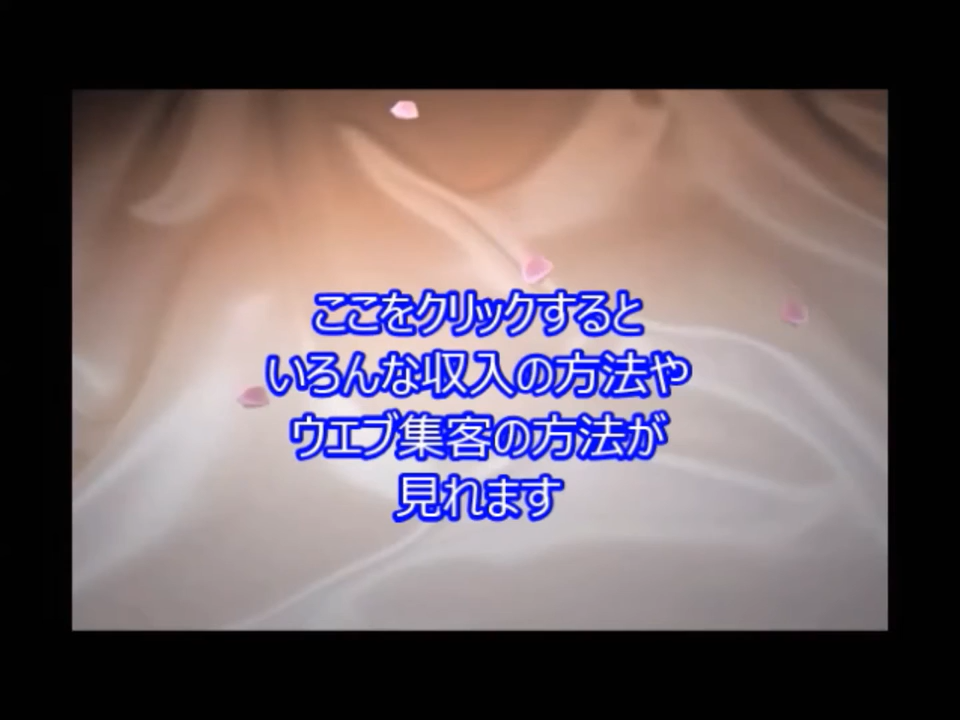 ここをクリックすると
いろんな収入の方法や
ウエブ集客の方法が
見れます